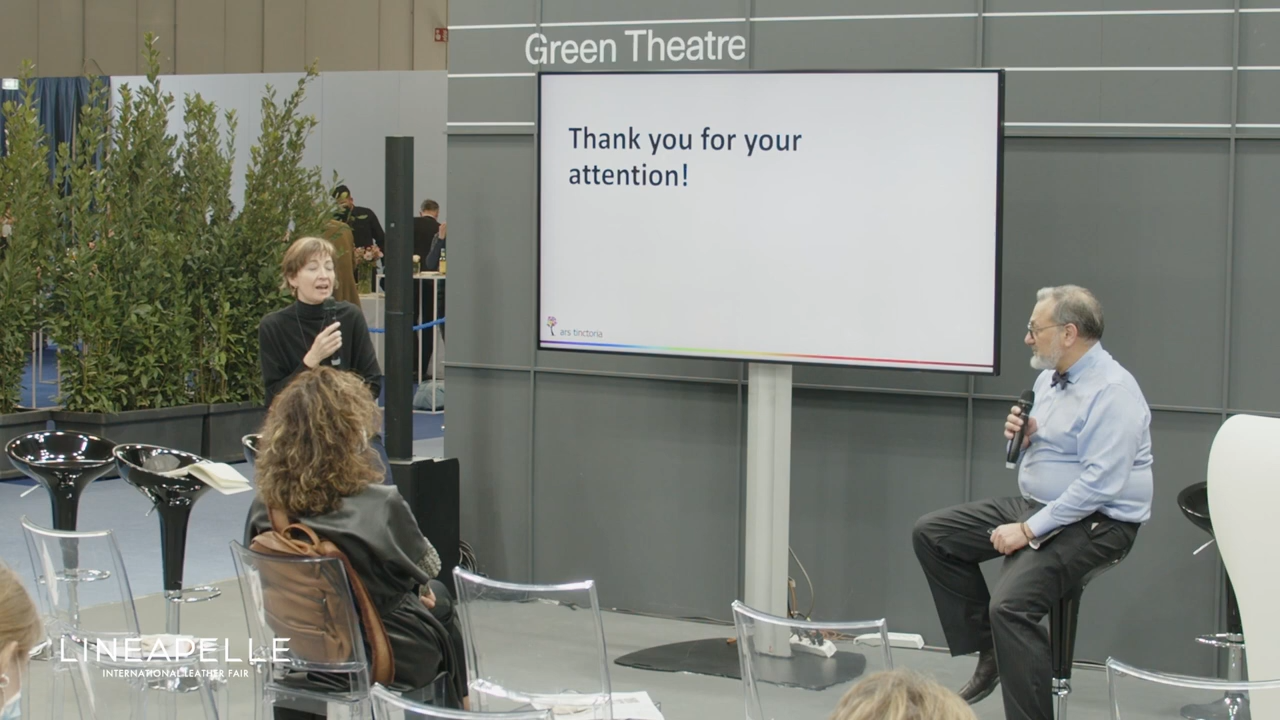 Green Theatre
Thank you for your
attention!
ars tinctoria
LINEAPELLE
INTERNATIONAL LEATHER FAIR